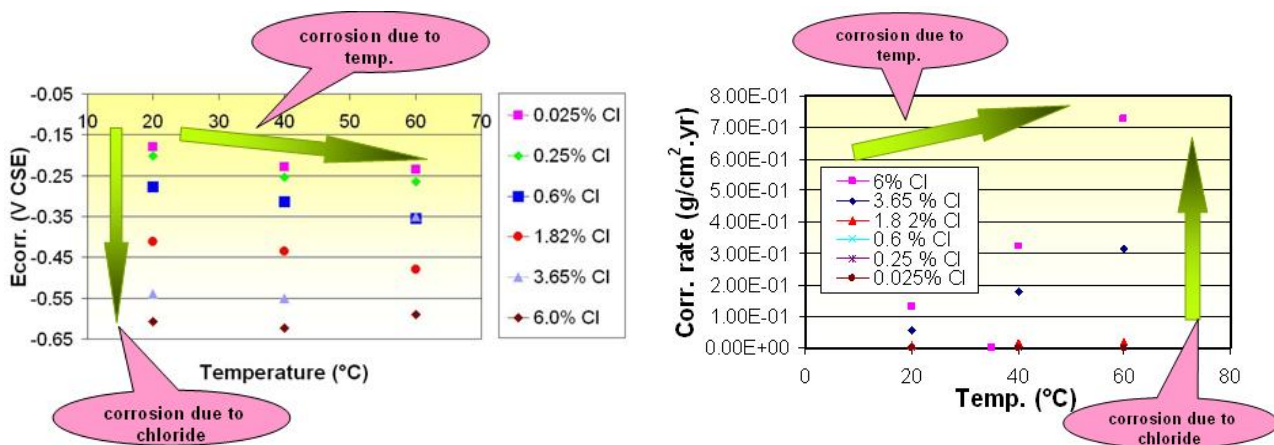 corrosion due to
temp.
-0.05
10 20 30 40 50 60 70
-0.15
-0.25
-0.35
-0.45
-0.55
-0.65
Ecorr. (V CSE)
Temperature (°C)
0.025% Cl
0.25% Cl
0.6% Cl
1.82% Cl
3.65% Cl
6.0% Cl
corrosion due to
chloride
corrosion due to
temp.
8.00E-01
7.00E-01
6.00E-01
5.00E-01
4.00E-01
3.00E-01
2.00E-01
1.00E-01
0.00E+00
Corr. rate (g/cm².yr)
6% Cl
3.65 % Cl
1.8 2% Cl
0.6 % Cl
0.25 % Cl
0.025% Cl
0 20 40 60 80
Temp. (°C)
corrosion due to
chloride